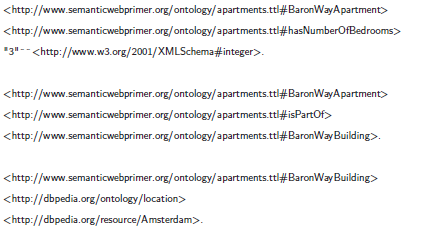 <http://www.semanticwebprimer.org/ontology/apartments.ttl#BaronWayApartment>
<http://www.semanticwebprimer.org/ontology/apartments.ttl#hasNumberOfBedrooms>
"3"ˆˆ<http://www.w3.org/2001/XMLSchema#integer>.
<http://www.semanticwebprimer.org/ontology/apartments.ttl#BaronWayApartment>
<http://www.semanticwebprimer.org/ontology/apartments.ttl#isPartOf>
<http://www.semanticwebprimer.org/ontology/apartments.ttl#BaronWayBuilding>.
<http://www.semanticwebprimer.org/ontology/apartments.ttl#BaronWayBuilding>
<http://dbpedia.org/ontology/location>
<http://dbpedia.org/resource/Amsterdam>.